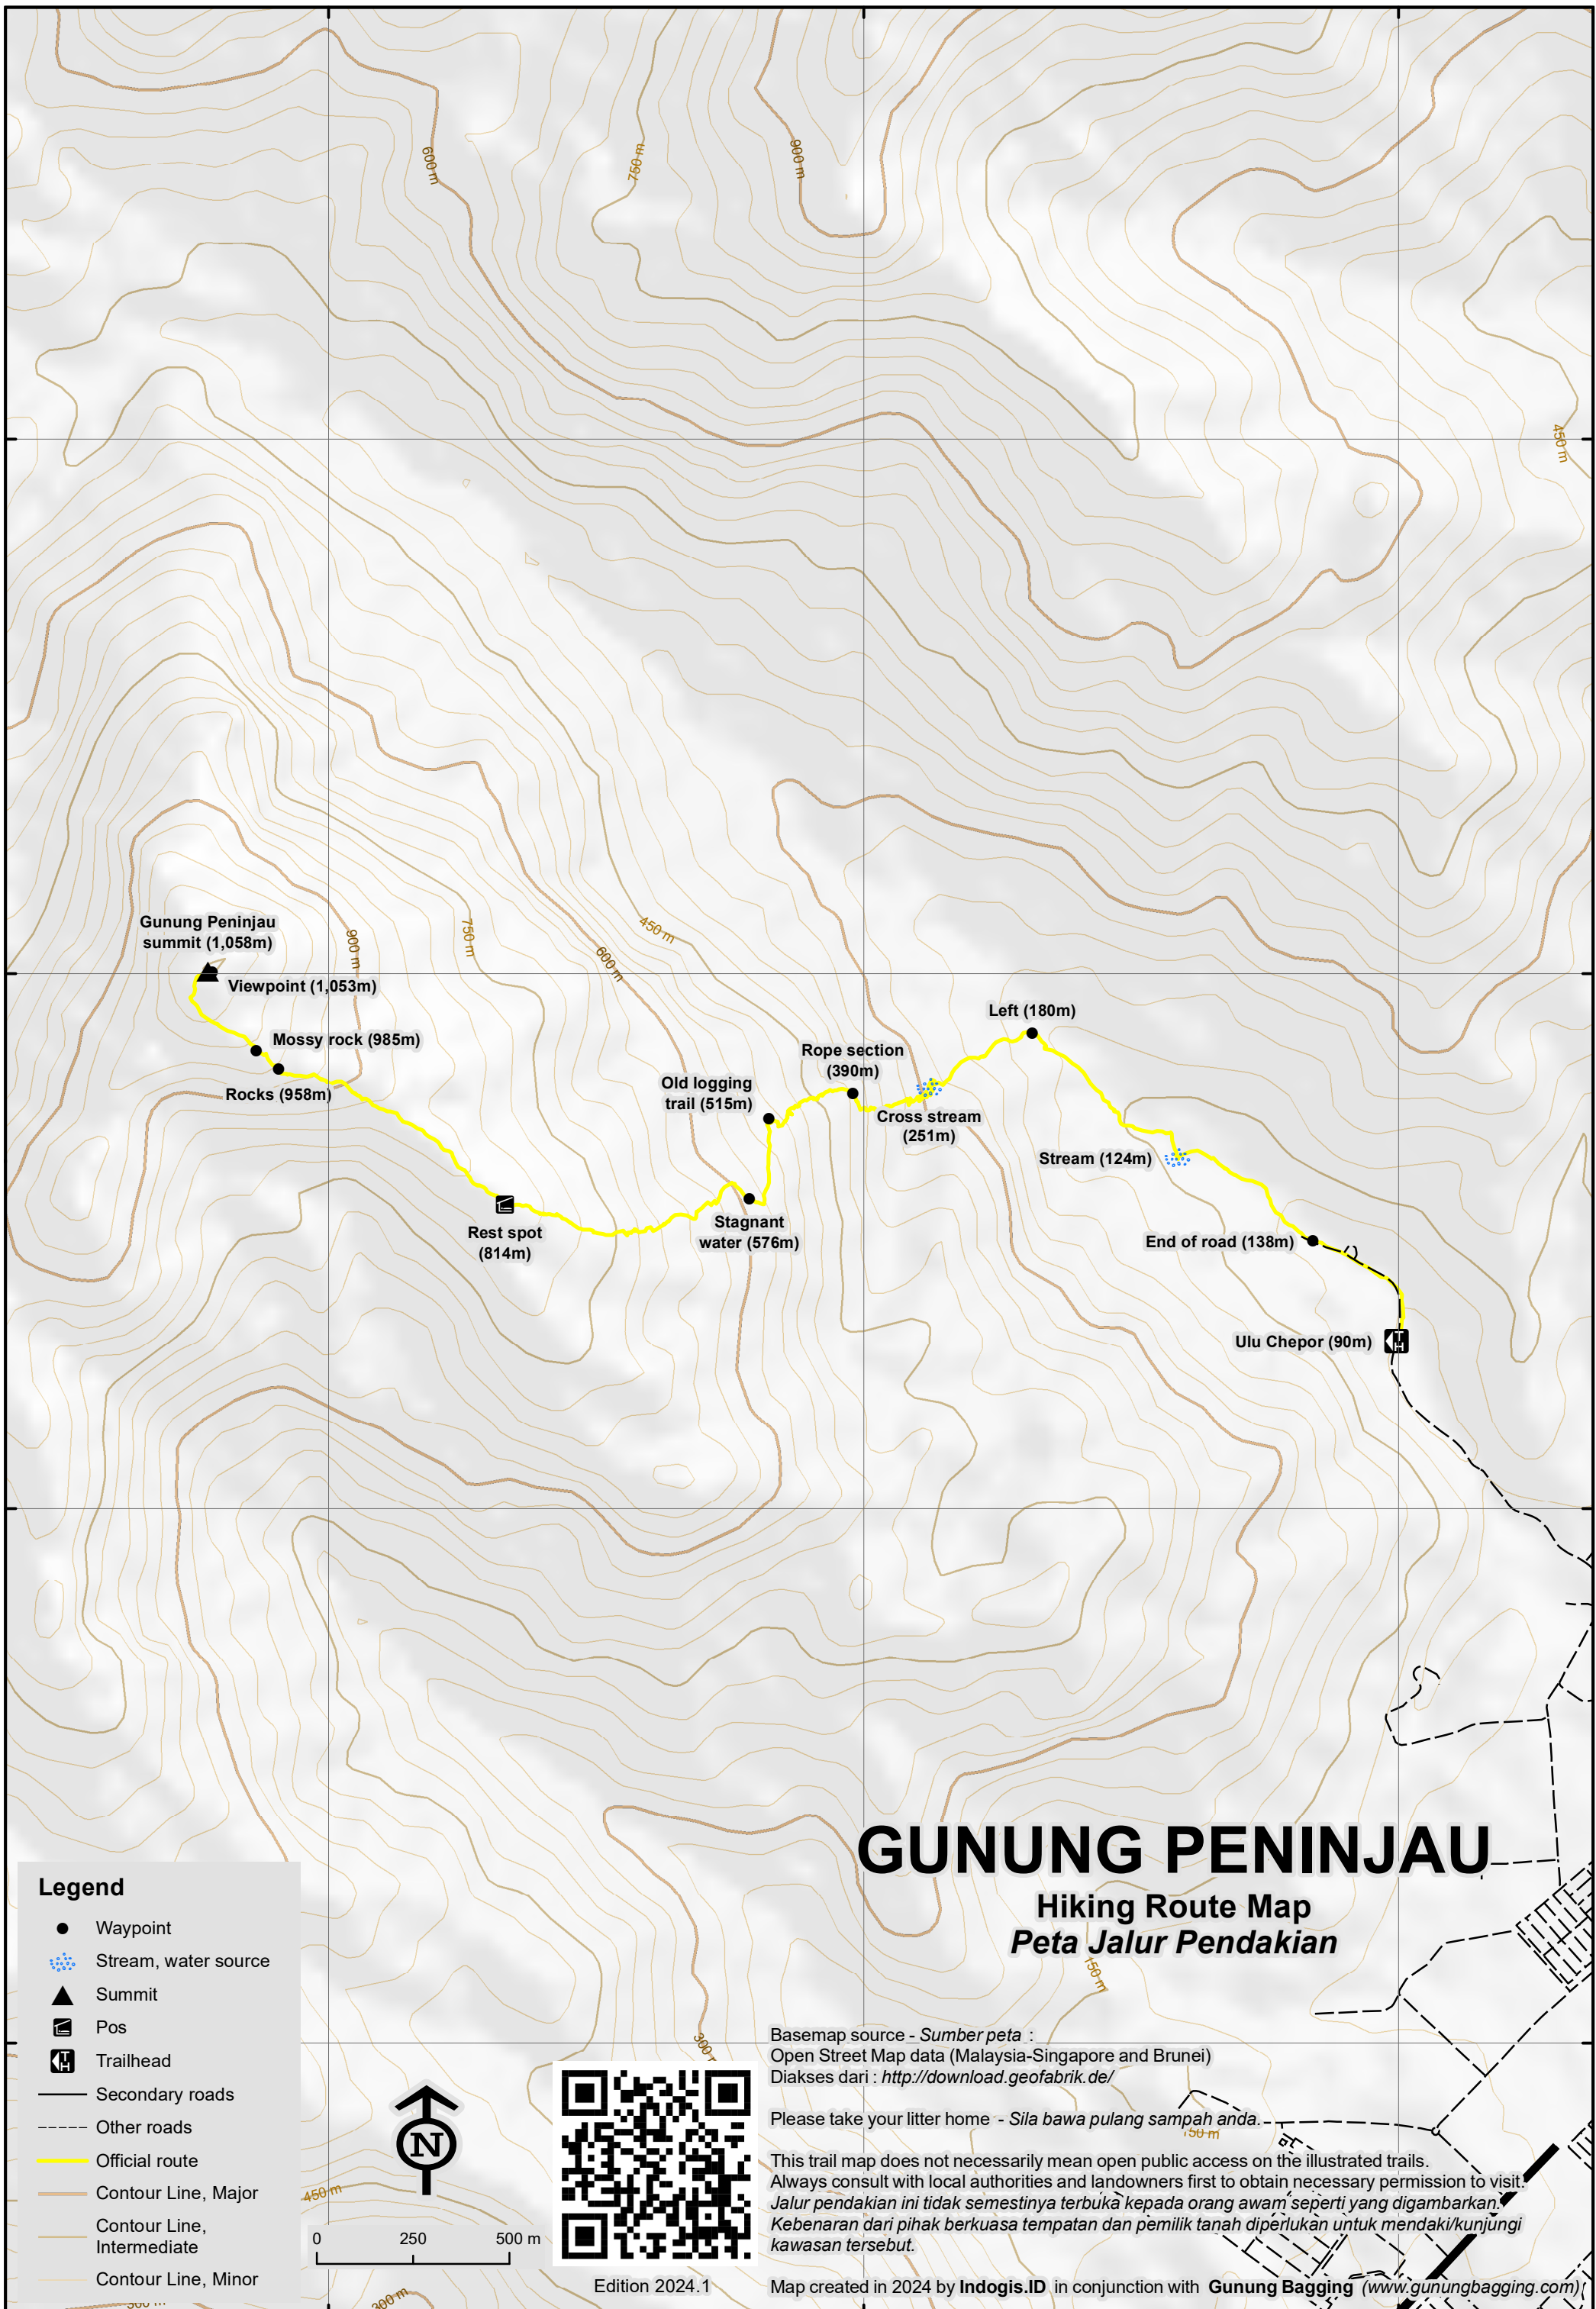 600 m
750 m
900 m
450 m
Gunung Peninjau
summit (1,058m)
Viewpoint (1,053m)
900 m
750 m
600 m
450 m
Mossy rock (985m)
Rocks (958m)
Rest spot
(814m)
Stagnant
water (576m)
Old logging
trail (515m)
Rope section
(390m)
Cross stream
(251m)
Left (180m)
Stream (124m)
End of road (138m)
Ulu Chepor (90m)
T
H
GUNUNG PENINJAU
Hiking Route Map
Peta Jalur Pendakian
150 m
300 m
150 m
450 m
300 m
300 m
Legend
Waypoint
Stream, water source
Summit
Pos
T
H
Trailhead
Secondary roads
Other roads
Official route
Contour Line, Major
Contour Line,
Intermediate
Contour Line, Minor
N
0 250 500 m
Edition 2024.1
Basemap source - Sumber peta :
Open Street Map data (Malaysia-Singapore and Brunei)
Diakses dari : http://download.geofabrik.de/
Please take your litter home - Sila bawa pulang sampah anda.
This trail map does not necessarily mean open public access on the illustrated trails.
Always consult with local authorities and landowners first to obtain necessary permission to visit.
Jalur pendakian ini tidak semestinya terbuka kepada orang awam seperti yang digambarkan.
Kebenaran dari pihak berkuasa tempatan dan pemilik tanah diperlukan untuk mendaki/kunjungi
kawasan tersebut.
Map created in 2024 by Indogis.ID in conjunction with Gunung Bagging (www.gunungbagging.com)